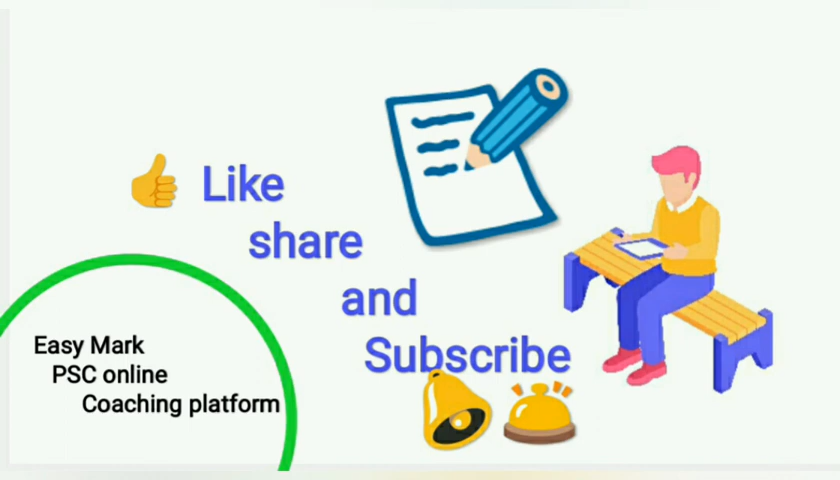 Like
share
and
Subscribe
Easy Mark
PSC online
Coaching platform